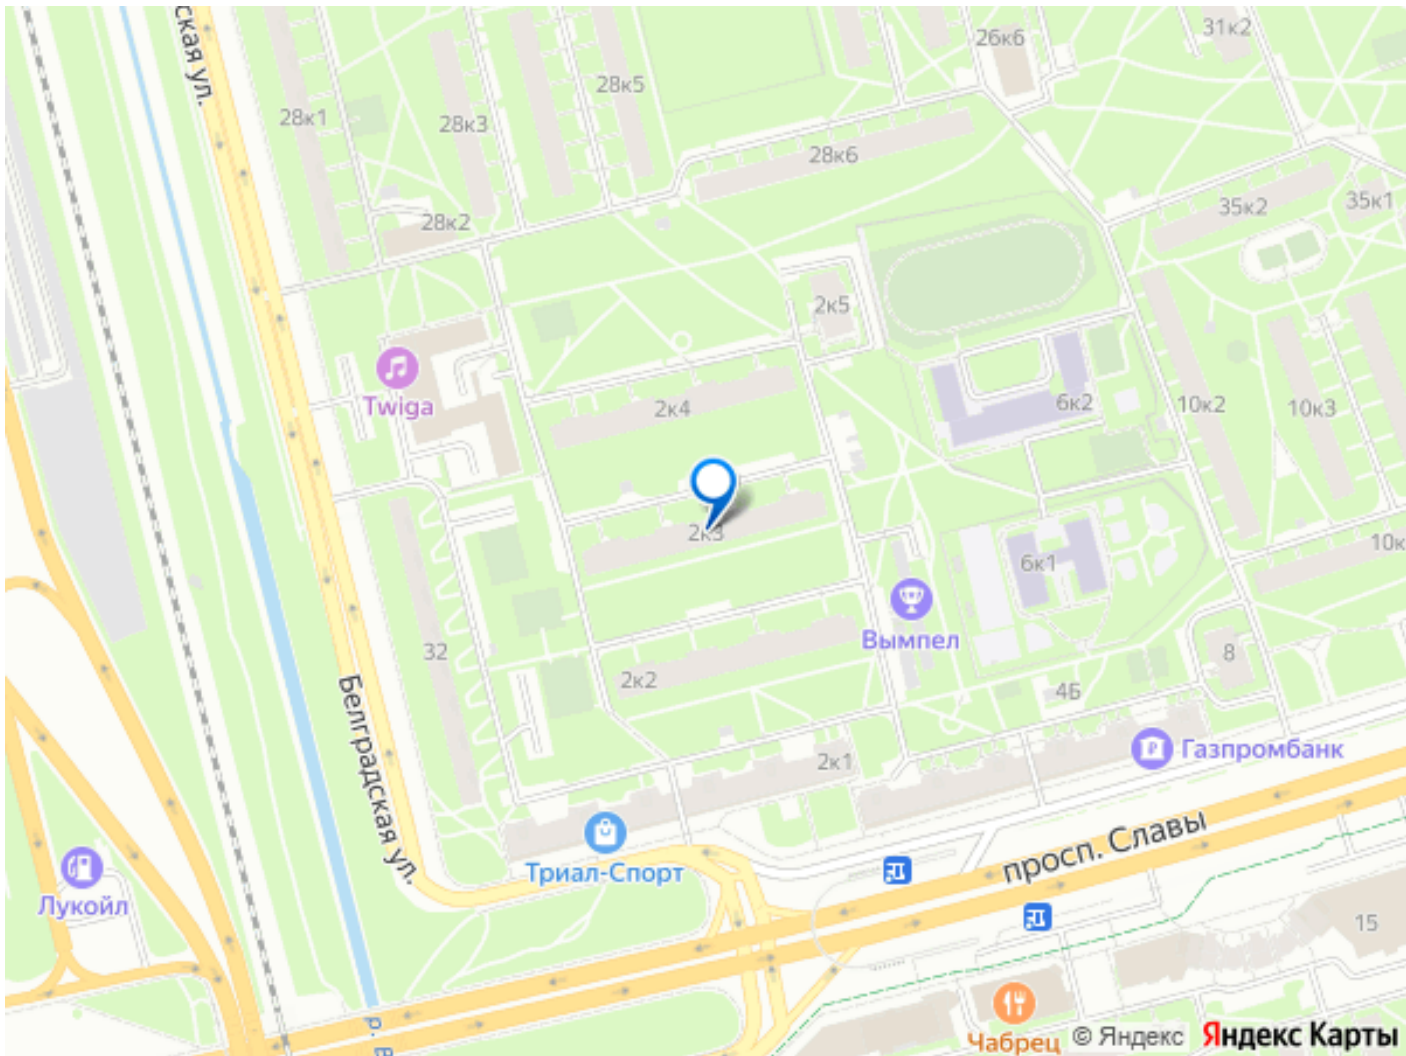 ская ул.
31к2
26к6
28к5
28к1
28к3
28к6
35к1
35к2
28к2
2к5
Twiga
2к4
6к2
10к2
10к3
2к3
10к
6к1
Вымпел
32
8
2к2
4Б
Белградская ул.
2к1
Газпромбанк
просп. Славы
Триал-Спорт
Лукойл
15
р. В
Чабрец
© Яндекс
Яндекс Карты